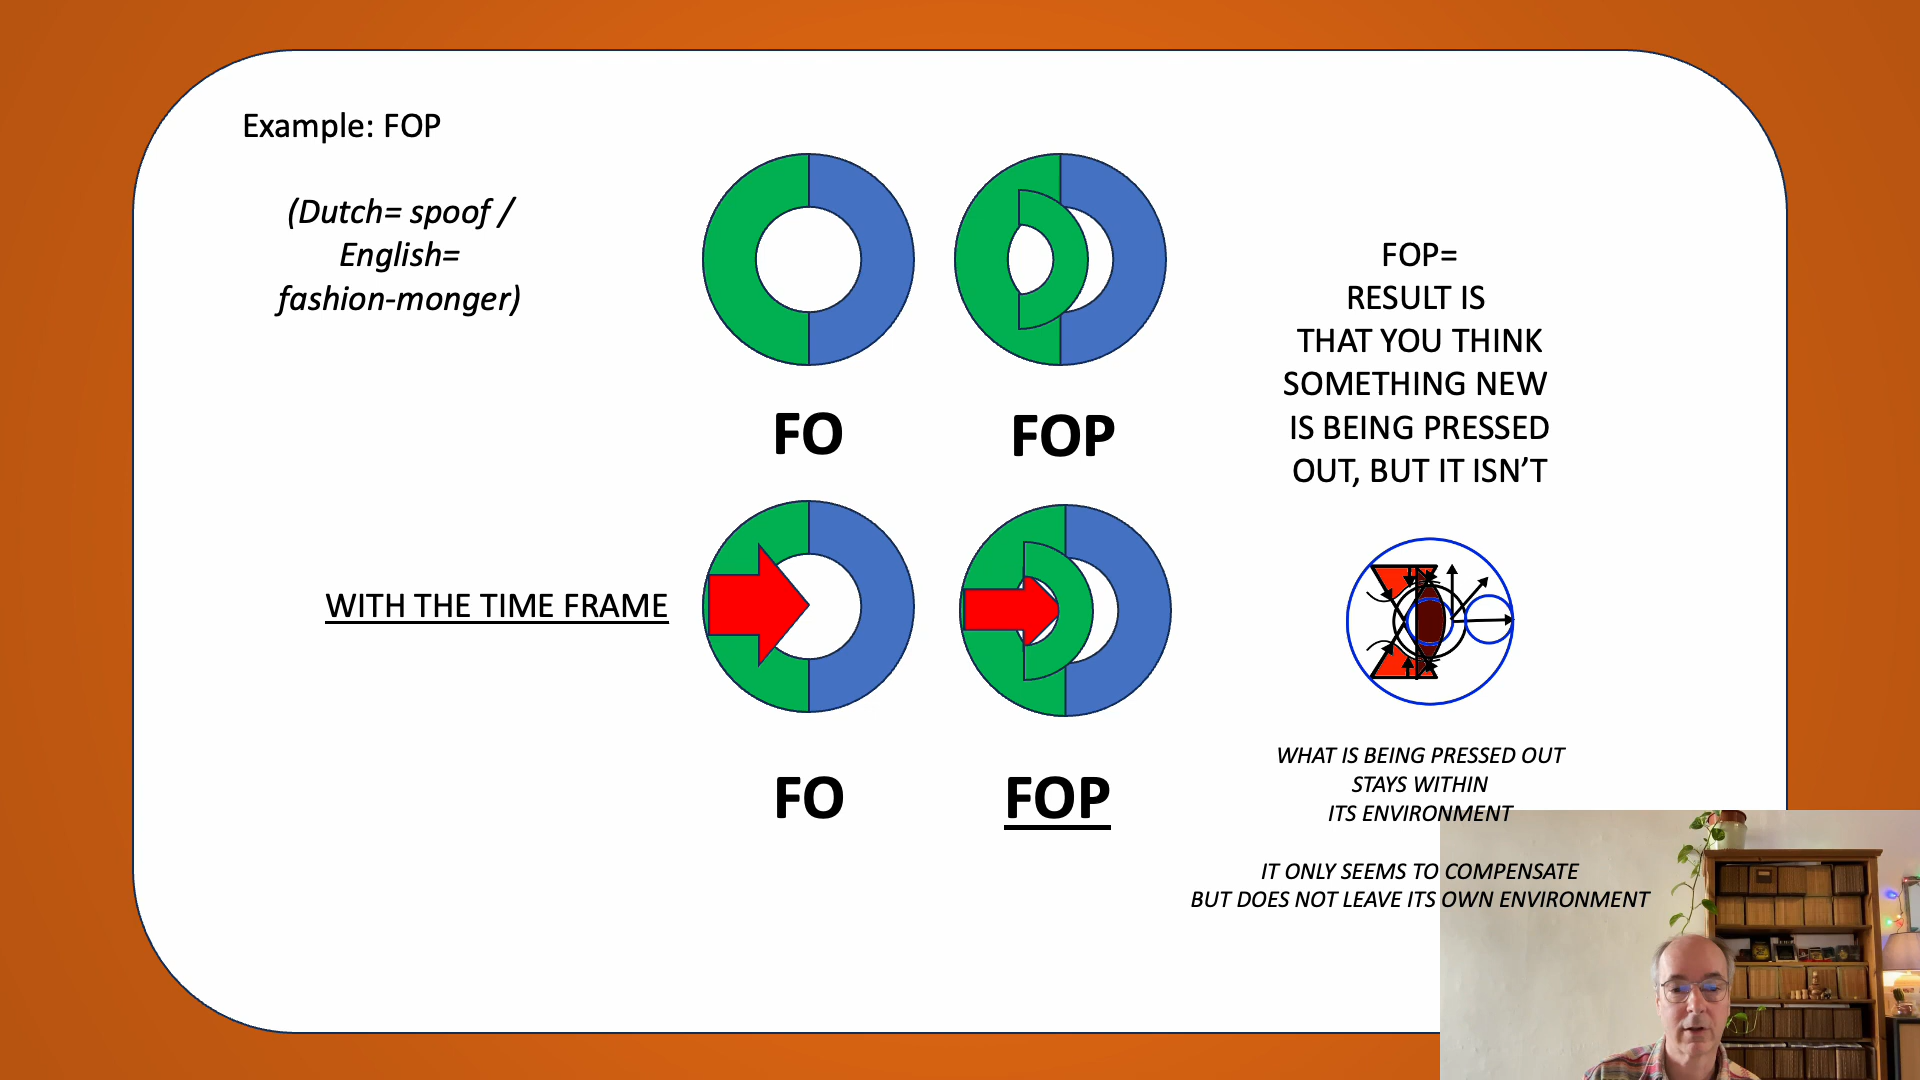 Example: FOP
(Dutch= spoof /
English=
fashion-monger)
FO
FOP
FOP=
RESULT IS
THAT YOU THINK
SOMETHING NEW
IS BEING PRESSED
OUT, BUT IT ISN’T
WITH THE TIME FRAME
FO
FOP
WHAT IS BEING PRESSED OUT
STAYS WITHIN
ITS ENVIRONMENT
IT ONLY SEEMS TO COMPENSATE
BUT DOES NOT LEAVE ITS OWN ENVIRONMENT